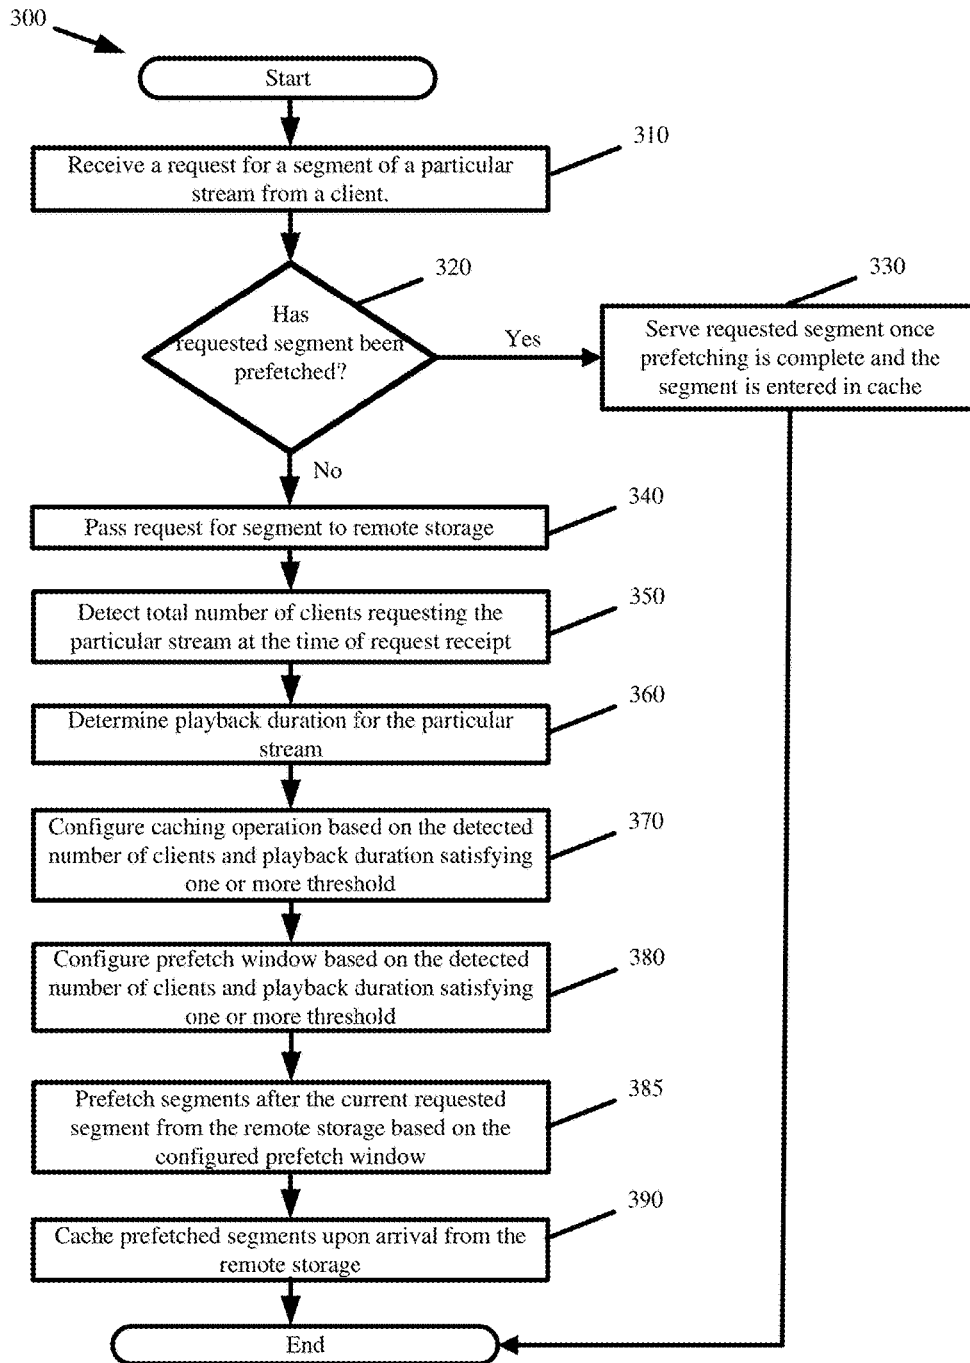 300
Start
310
Receive a request for a segment of a particular
stream from a client.
320
Has
requested segment been
prefetched?
Yes
330
Serve requested segment once
prefetching is complete and the
segment is entered in cache
No
340
Pass request for segment to remote storage
350
Detect total number of clients requesting the
particular stream at the time of request receipt
360
Determine playback duration for the particular
stream
370
Configure caching operation based on the detected
number of clients and playback duration satisfying
one or more threshold
380
Configure prefetch window based on the detected
number of clients and playback duration satisfying
one or more threshold
385
Prefetch segments after the current requested
segment from the remote storage based on the
configured prefetch window
390
Cache prefetched segments upon arrival from the
remote storage
End